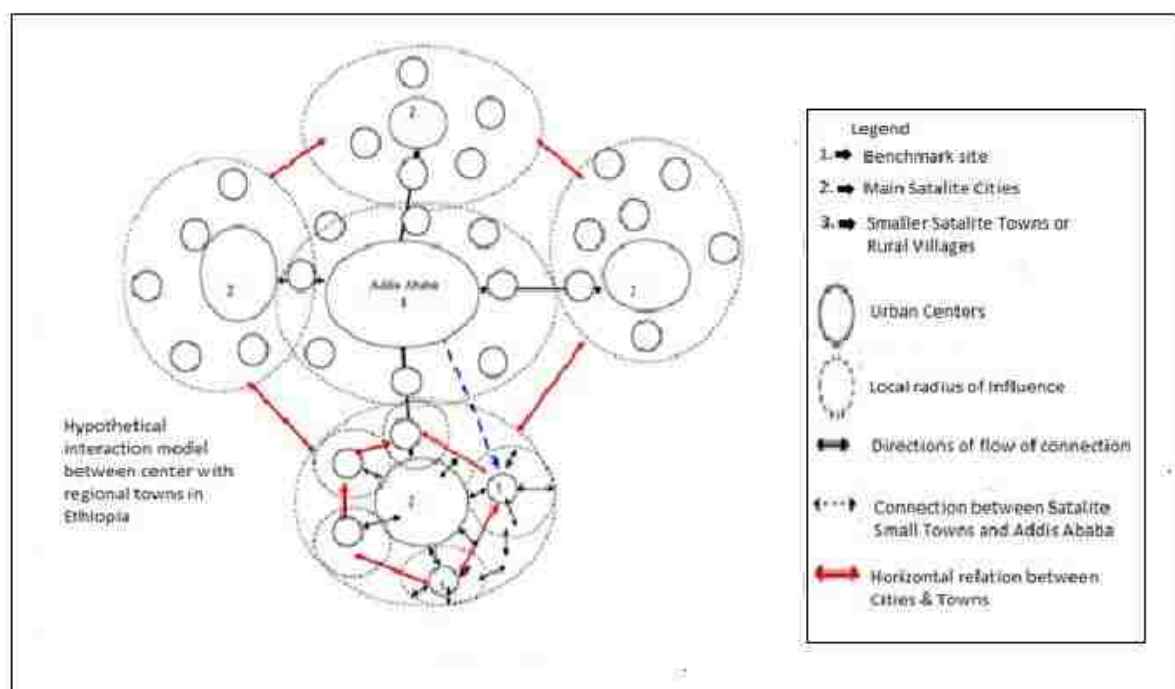 2
2
Addis Ababa
1
2
2
3
3
Hypothetical
interaction model
between center with
regional towns in
Ethiopia
Legend
1. Benchmark site
2. Main Satalite Cities
3. Smaller Satalite Towns or
Rural Villages
Urban Centers
Local radius of Influence
Directions of flow of connection
Connection between Satalite
Small Towns and Addis Ababa
Horizontal relation between
Cities & Towns